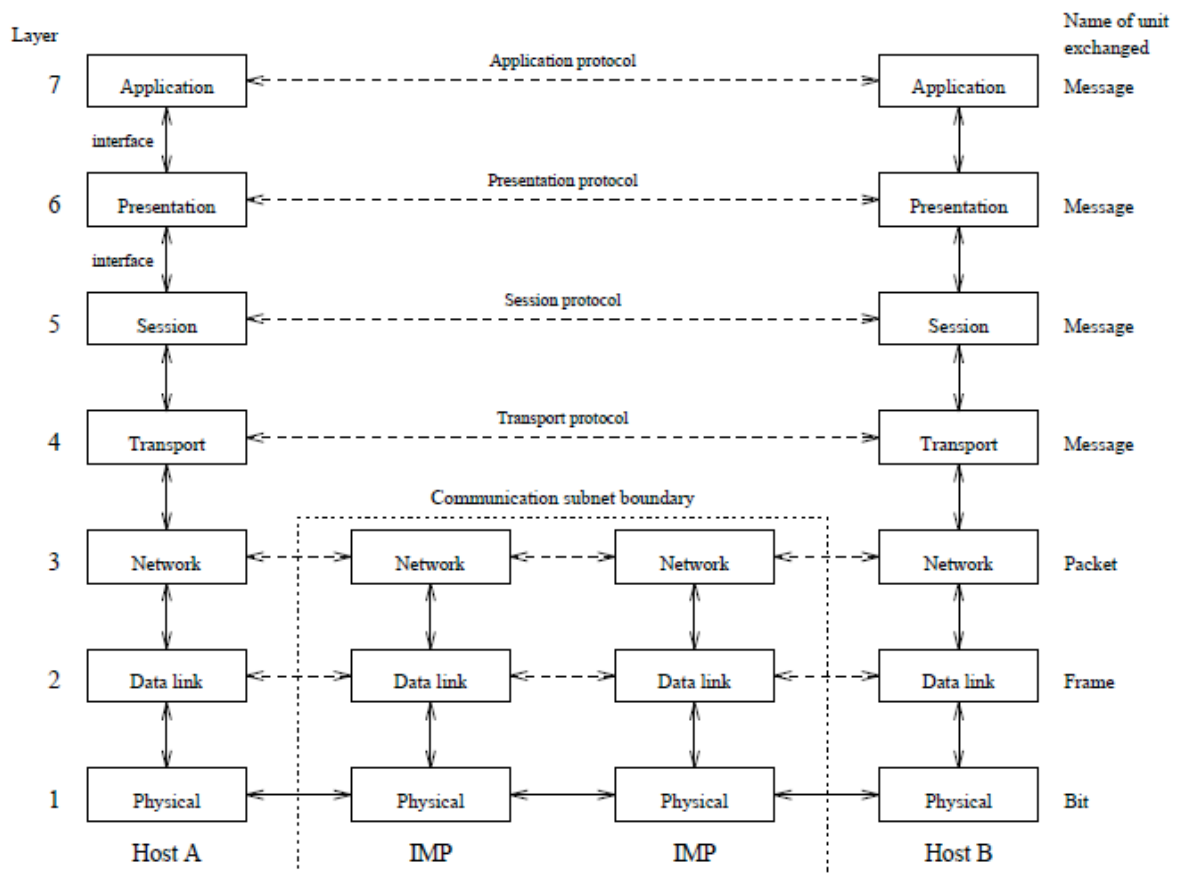 Layer
Name of unit
exchanged
7
Application
Application protocol
Application
Message
interface
6
Presentation
Presentation protocol
Presentation
Message
interface
5
Session
Session protocol
Session
Message
4
Transport
Transport protocol
Transport
Message
Communication subnet boundary
3
Network
Network
Network
Network
Packet
2
Data link
Data link
Data link
Data link
Frame
1
Physical
Physical
Physical
Physical
Bit
Host A
IMP
IMP
Host B